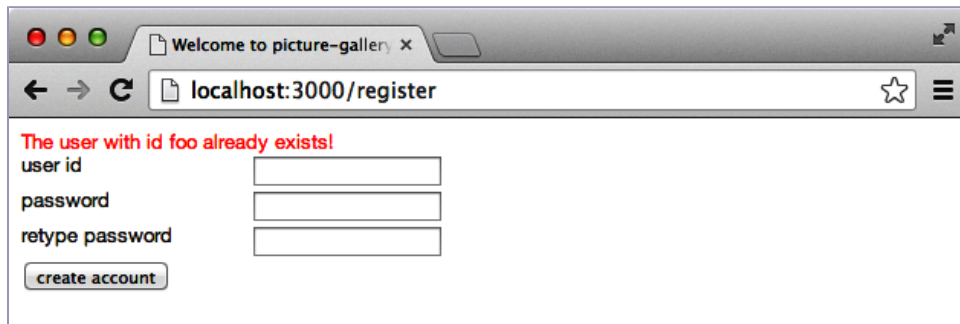 Welcome to picture-gallery
localhost:3000/register
The user with id foo already exists!
user id
password
retype password
create account